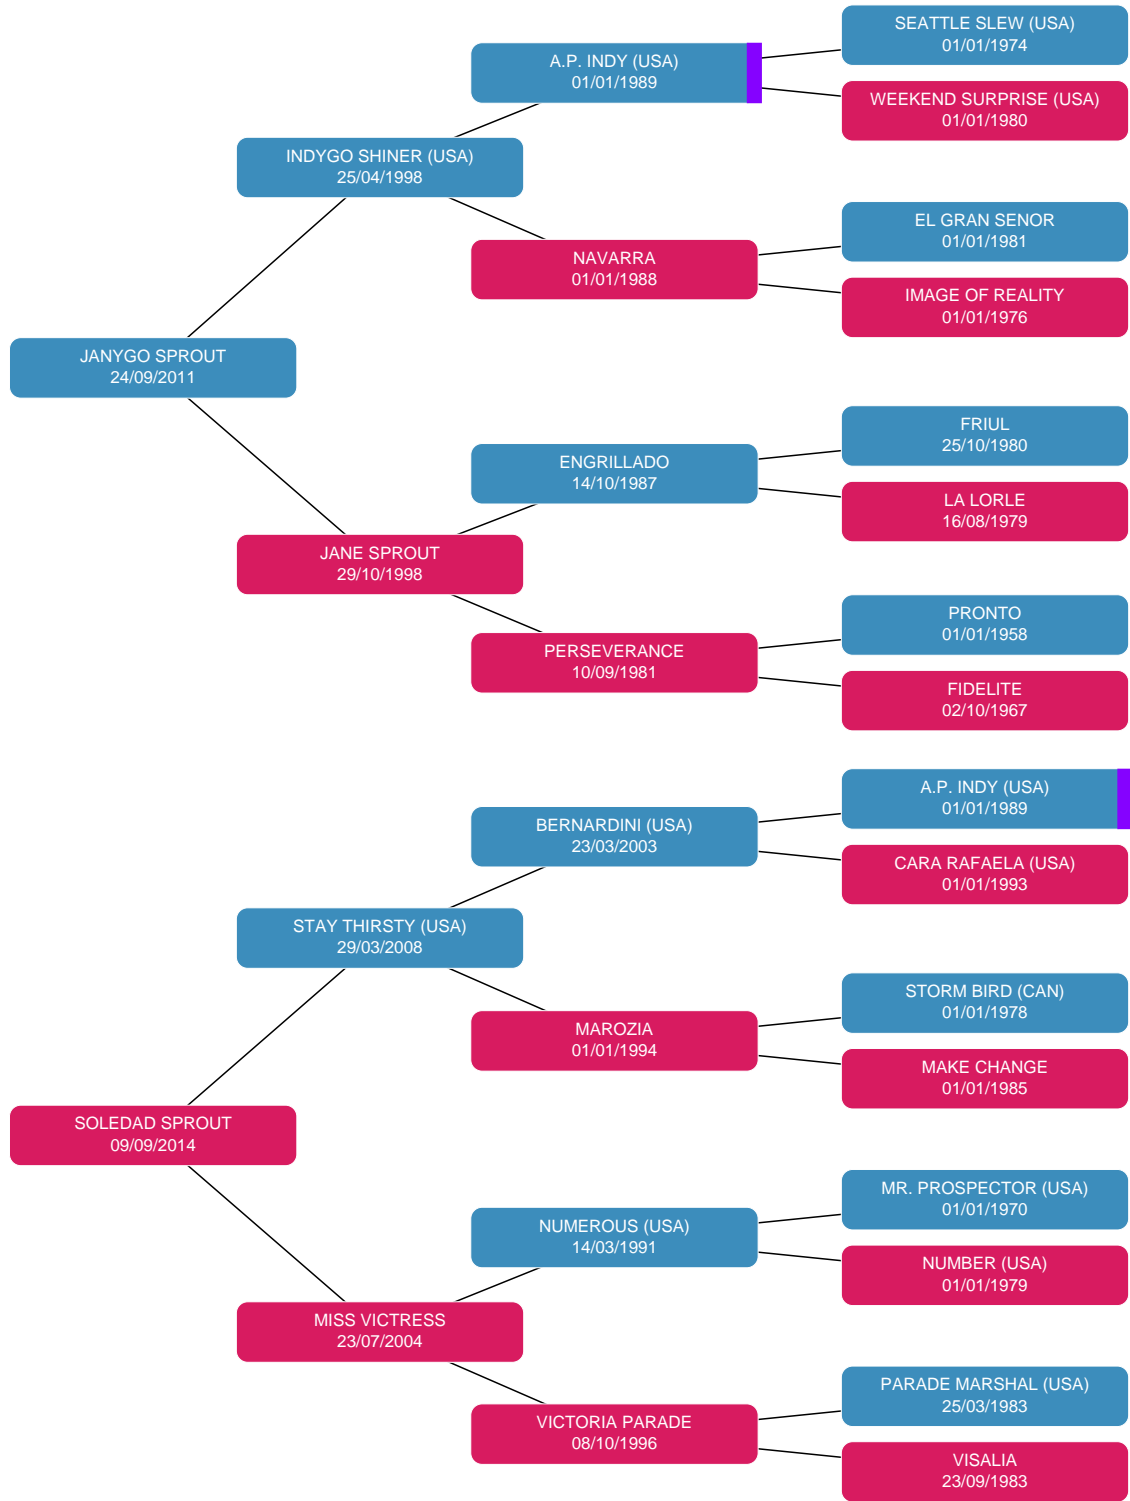 SEATTLE SLEW (USA)
01/01/1974
A.P. INDY (USA)
01/01/1989
WEEKEND SURPRISE (USA)
01/01/1980
INDYGO SHINER (USA)
25/04/1998
EL GRAN SENOR
01/01/1981
NAVARRA
01/01/1988
IMAGE OF REALITY
01/01/1976
JANYGO SPROUT
24/09/2011
FRIUL
25/10/1980
ENGRILLADO
14/10/1987
LA LORLE
16/08/1979
JANE SPROUT
29/10/1998
PRONTO
01/01/1958
PERSEVERANCE
10/09/1981
FIDELITE
02/10/1967
A.P. INDY (USA)
01/01/1989
BERNARDINI (USA)
23/03/2003
CARA RAFAELA (USA)
01/01/1993
STAY THIRSTY (USA)
29/03/2008
STORM BIRD (CAN)
01/01/1978
MAROZIA
01/01/1994
MAKE CHANGE
01/01/1985
SOLEDAD SPROUT
09/09/2014
MR. PROSPECTOR (USA)
01/01/1970
NUMEROUS (USA)
14/03/1991
NUMBER (USA)
01/01/1979
MISS VICTRESS
23/07/2004
PARADE MARSHAL (USA)
25/03/1983
VICTORIA PARADE
08/10/1996
VISALIA
23/09/1983